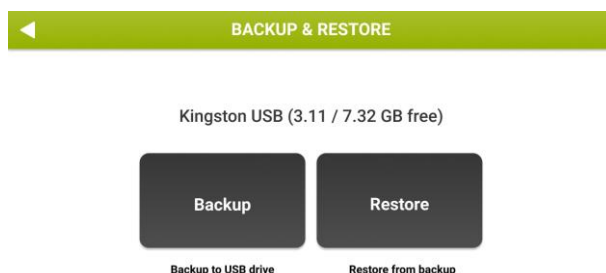 BACKUP & RESTORE
Kingston USB (3.11 / 7.32 GB free)
Backup Restore
Backup to USB drive Restore from backup